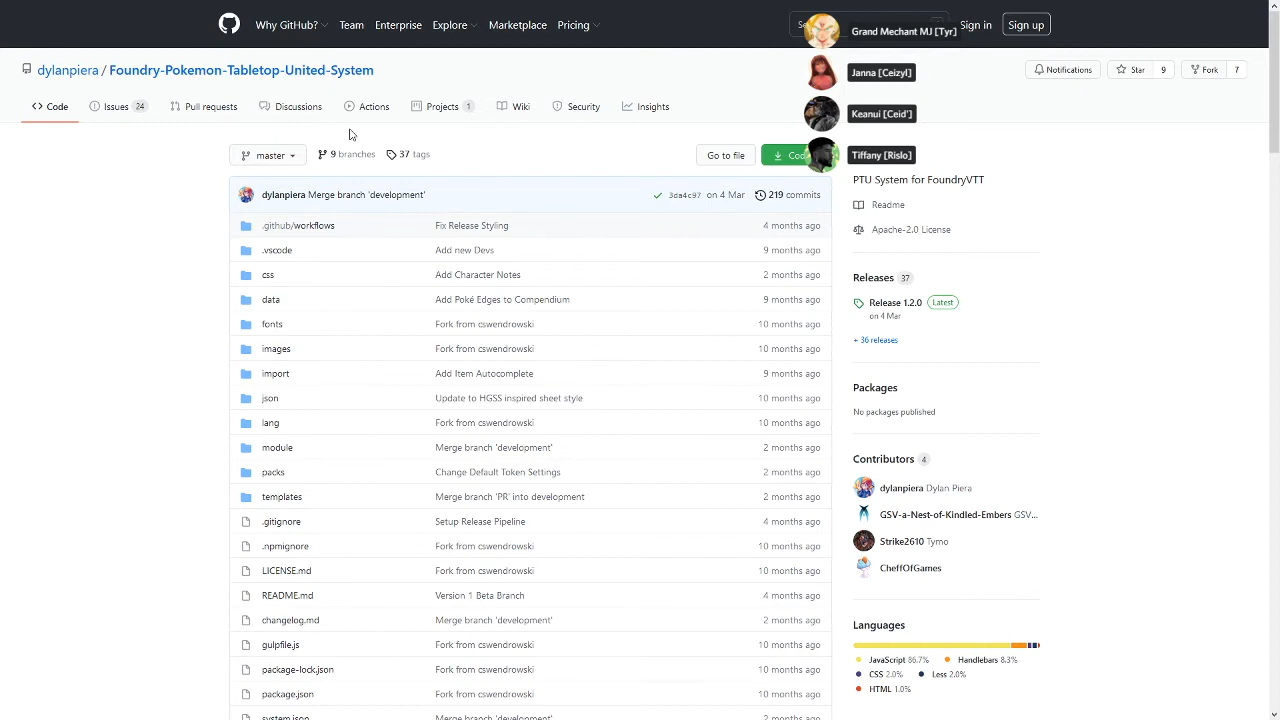 Why GitHub? Team Enterprise Explore Marketplace Pricing Sign in Sign up
Grand Mechant MJ [Tyr]
dylanpiera / Foundry-Pokemon-Tabletop-United-System
Notifications Star 9 Fork 7
Janna [Ceizyl]
Code Issues 24 Pull requests Discussions Actions Projects 1 Wiki Security Insights
Keanui [Ceid']
master 9 branches 37 tags Go to file
Tiffany [Rislo]
PTU System for FoundryVTT
dylanpiera Merge branch 'development' 3da4c97 on 4 Mar 219 commits
Readme
.github/workflows Fix Release Styling 4 months ago
Apache-2.0 License
.vscode Add new Devs 9 months ago
css Add Character Notes 2 months ago
Releases 37
data Add Poké Edges to Compendium 9 months ago
Release 1.2.0 Latest
on 4 Mar
fonts Fork from cswendrowski 10 months ago
+ 36 releases
images Fork from cswendrowski 10 months ago
import Add Item Autocomplete 9 months ago
Packages
json Update to HGSS inspired sheet style 10 months ago
No packages published
lang Fork from cswendrowski 10 months ago
module Merge branch 'development' 2 months ago
Contributors 4
packs Change Default Token Settings 2 months ago
dylanpiera Dylan Piera
templates Merge branch 'PR' into development 2 months ago
GSV-a-Nest-of-Kindled-Embers GSV...
.gitignore Setup Release Pipeline 4 months ago
Strike2610 Tymo
.npmignore Fork from cswendrowski 10 months ago
CheffOfGames
LICENSE.md Fork from cswendrowski 10 months ago
README.md Version 1 Beta Branch 4 months ago
changelog.md Merge branch 'development' 2 months ago
Languages
gulpfile.js Fork from cswendrowski 10 months ago
JavaScript 86.7% Handlebars 8.3%
package-lock.json Fork from cswendrowski 10 months ago
CSS 2.0% Less 2.0%
HTML 1.0%
package.json Fork from cswendrowski 10 months ago
system.json Merge branch 'development' 2 months ago